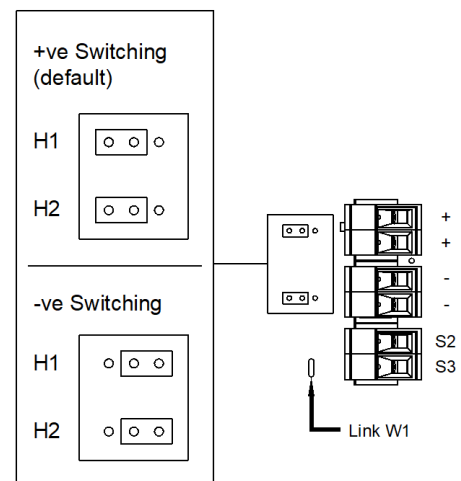 +ve Switching
(default)
H1
H2
-ve Switching
H1
H2
+
+
-
-
S2
S3
Link W1